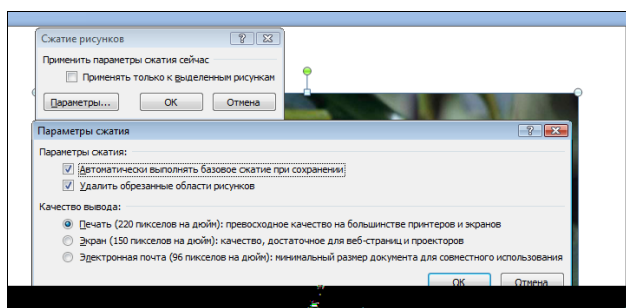 Сжатие рисунков
Применить параметры сжатия сейчас
Применять только к выделенным рисункам
Параметры...
ОК
Отмена
Параметры сжатия
Параметры сжатия:
Автоматически выполнять базовое сжатие при сохранении
Удалить обрезанные области рисунков
Качество вывода:
Печать (220 пикселов на дюйм): превосходное качество на большинстве принтеров и экранов
Экран (150 пикселов на дюйм): качество, достаточное для веб-страниц и проекторов
Электронная почта (96 пикселов на дюйм): минимальный размер документа для совместного использования
ОК
Отмена